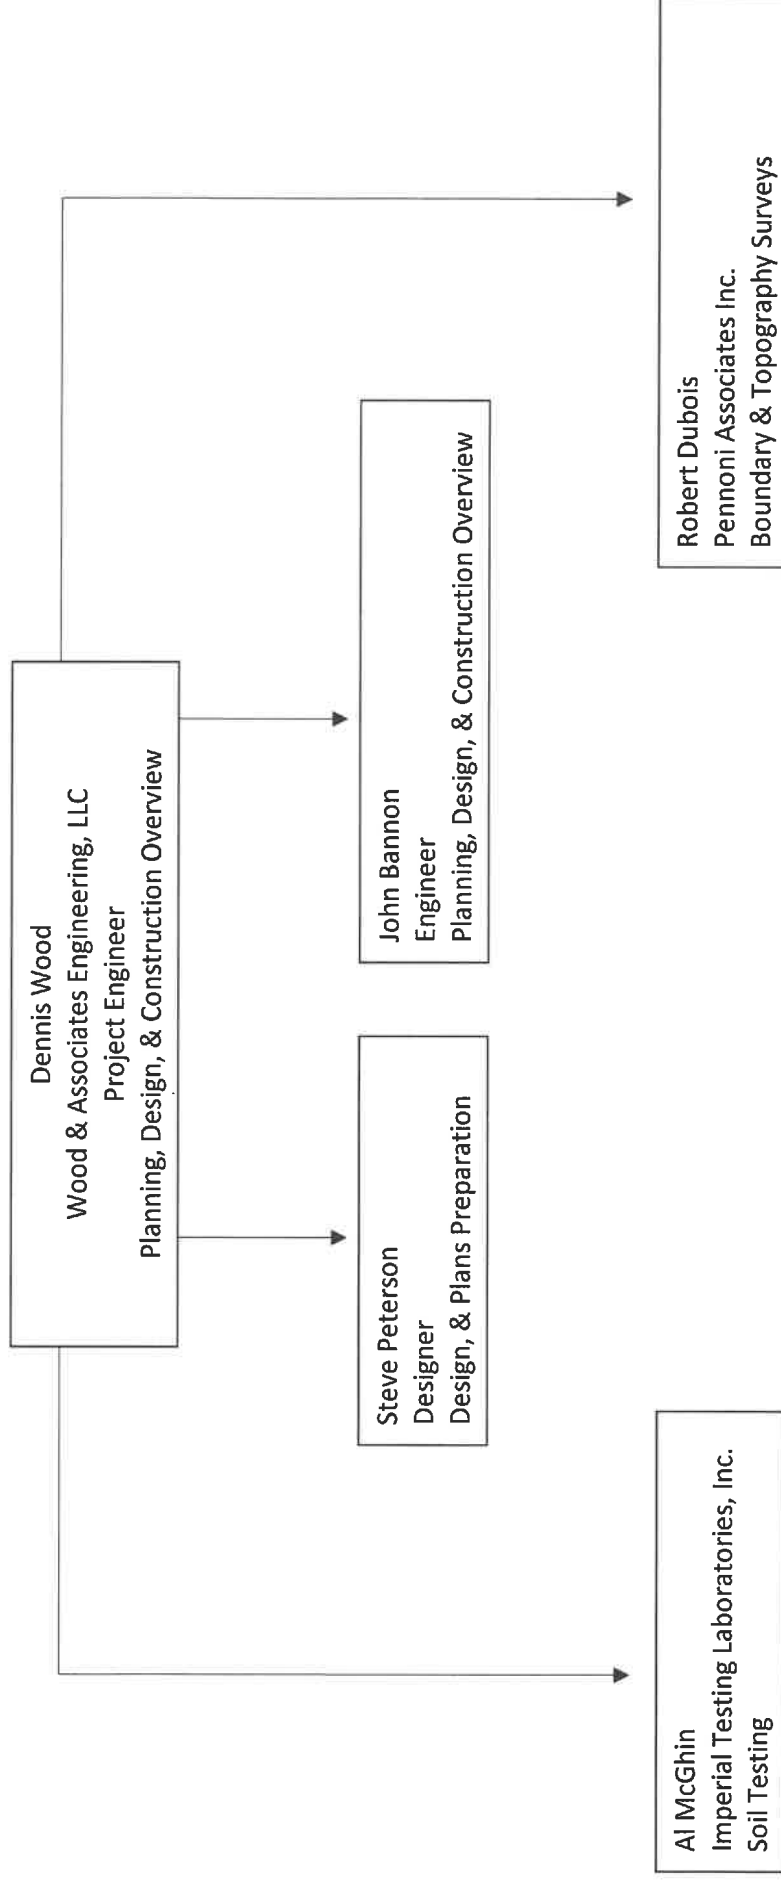 Dennis Wood
Wood & Associates Engineering, LLC
Project Engineer
Planning, Design, & Construction Overview
Steve Peterson
Designer
Design, & Plans Preparation
John Bannon
Engineer
Planning, Design, & Construction Overview
Al McGhin
Imperial Testing Laboratories, Inc.
Soil Testing
Robert Dubois
Pennoni Associates Inc.
Boundary & Topography Surveys